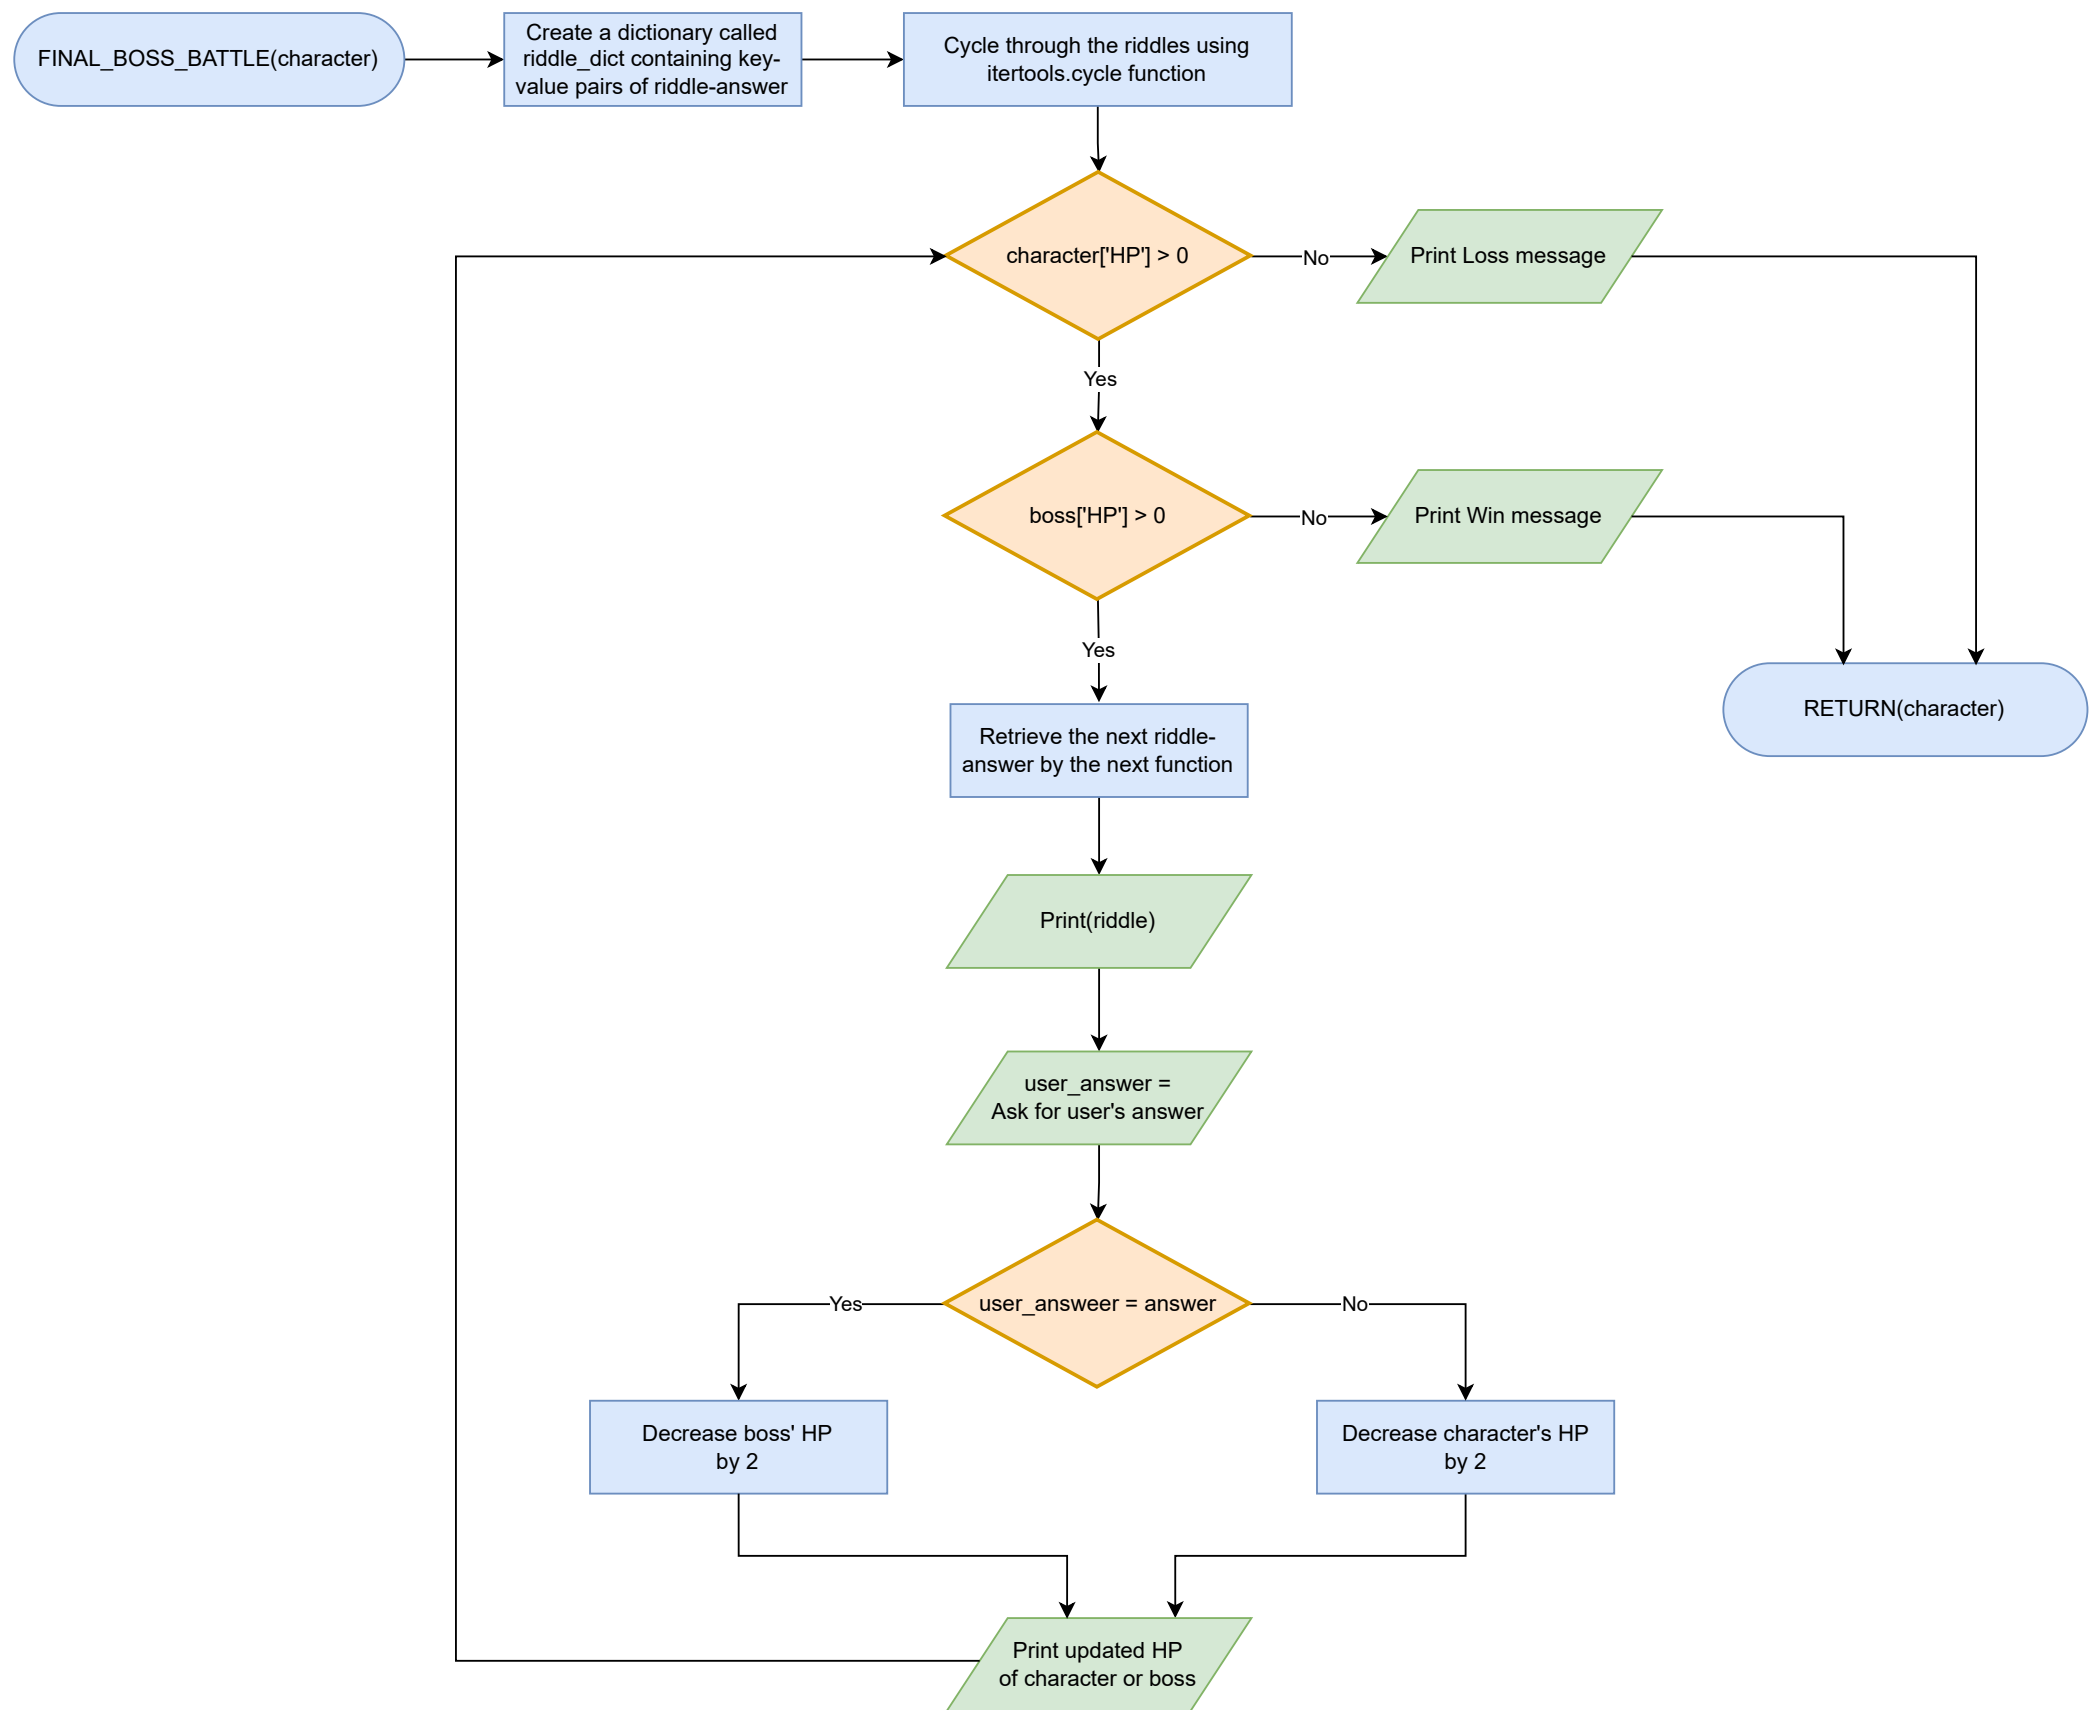 FINAL_BOSS_BATTLE(character)
Create a dictionary called
riddle_dict containing key-
value pairs of riddle-answer
Cycle through the riddles using
itertools.cycle function
character['HP'] > 0
No
Print Loss message
Yes
boss['HP'] > 0
No
Print Win message
Yes
RETURN(character)
Retrieve the next riddle-
answer by the next function
Print(riddle)
user_answer =
Ask for user's answer
user_answeer = answer
Yes
No
Decrease boss' HP
by 2
Decrease character's HP
by 2
Print updated HP
of character or boss